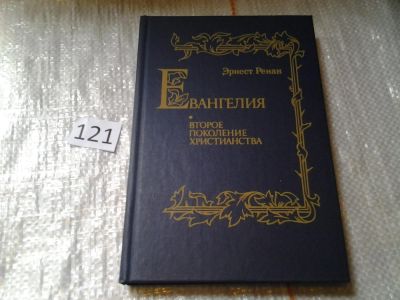 Эрнест Ренан
ЕВАНГЕЛИЯ
ВТОРОЕ
ПОКОЛЕНИЕ
ХРИСТИАНСТВА
121